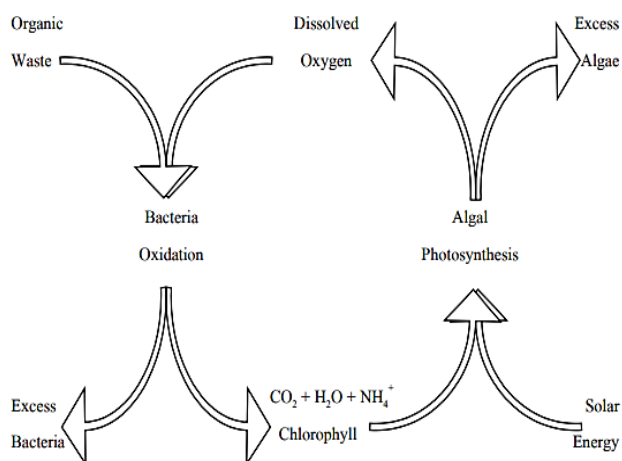 Organic
Waste
Dissolved
Oxygen
Excess
Algae
Bacteria
Oxidation
Algal
Photosynthesis
Excess
Bacteria
CO₂ + H₂O + NH₄⁺
Chlorophyll
Solar
Energy